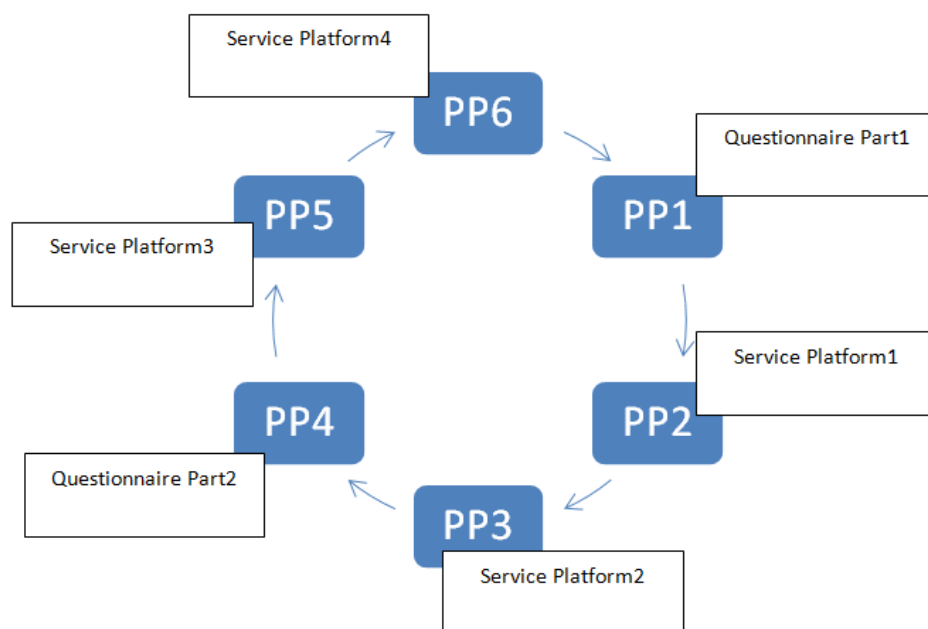 Service Platform4
PP6
Questionnaire Part1
PP1
PP5
Service Platform3
Service Platform1
PP2
PP4
Questionnaire Part2
PP3
Service Platform2